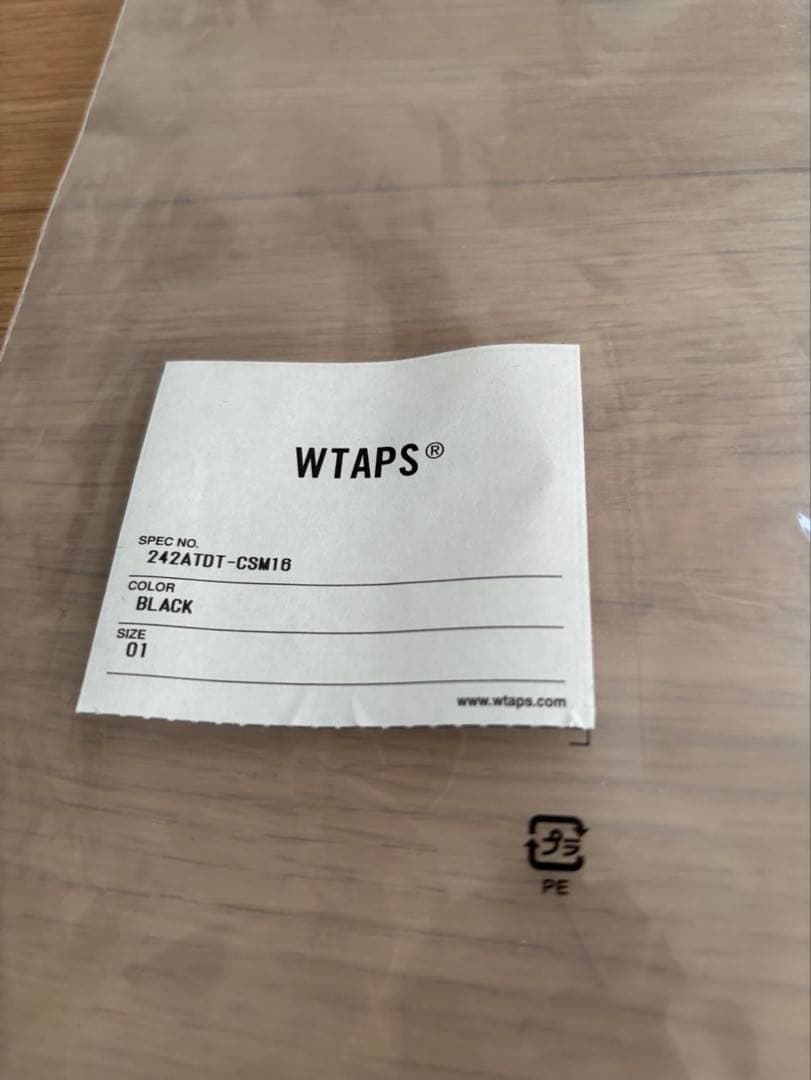 WTAPS®
SPEC NO.
242ATDT-CSM16
COLOR
BLACK
SIZE
01
www.wtaps.com
プラ
PE